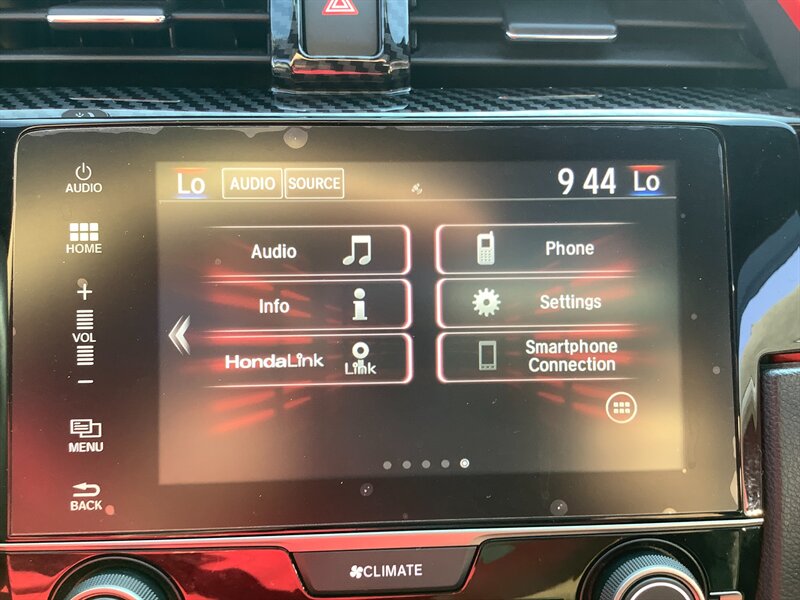 AUDIO
HOME
VOL
MENU
BACK
Lo AUDIO SOURCE 9 44 Lo
Audio
Phone
Info
Settings
HondaLink
Link
Smartphone
Connection
CLIMATE